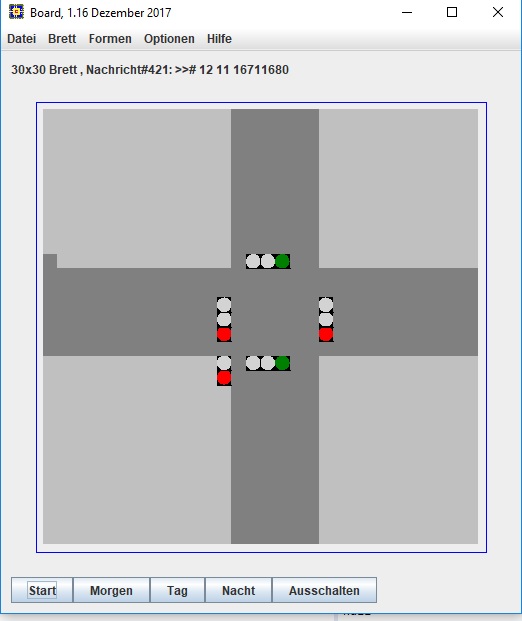 Board, 1.16 Dezember 2017
Datei Brett Formen Optionen Hilfe
30x30 Brett , Nachricht#421: >># 12 11 16711680
Start Morgen Tag Nacht Ausschalten